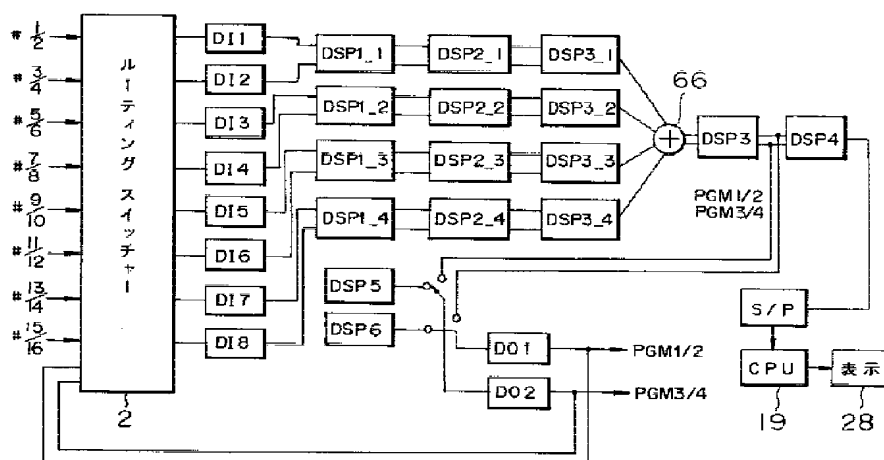 # 1/2
# 3/4
# 5/6
# 7/8
# 9/10
# 11/12
# 13/14
# 15/16
ルーティング スイッチャー
2
DI1
DI2
DI3
DI4
DI5
DI6
DI7
DI8
DSP1_1
DSP2_1
DSP3_1
DSP1_2
DSP2_2
DSP3_2
DSP1_3
DSP2_3
DSP3_3
DSP1_4
DSP2_4
DSP3_4
66
+
DSP3
DSP4
PGM1/2
PGM3/4
DSP5
DSP6
DO1
DO2
PGM1/2
PGM3/4
S/P
CPU
表示
19
28